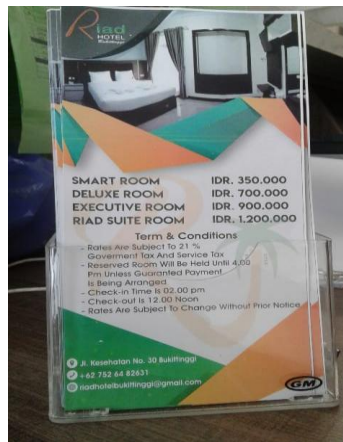 Riad
HOTEL
Bukittinggi
SMART ROOM IDR. 350.000
DELUXE ROOM IDR. 700.000
EXECUTIVE ROOM IDR. 900.000
RIAD SUITE ROOM IDR. 1.200.000
Term & Conditions
- Rates Are Subject To 21 %
Goverment Tax And Service Tax
- Reserved Room Will Be Held Until 4.00
Pm Unless Guaranted Payment
Is Being Arranged
- Check-in Time Is 02.00 pm
- Check-out Is 12.00 Noon
- Rates Are Subject To Change Without Prior Notice
Jl. Kesehatan No. 30 Bukittinggi
+62 752 64 82631
riadhotelbukittinggi@gmail.com
GM